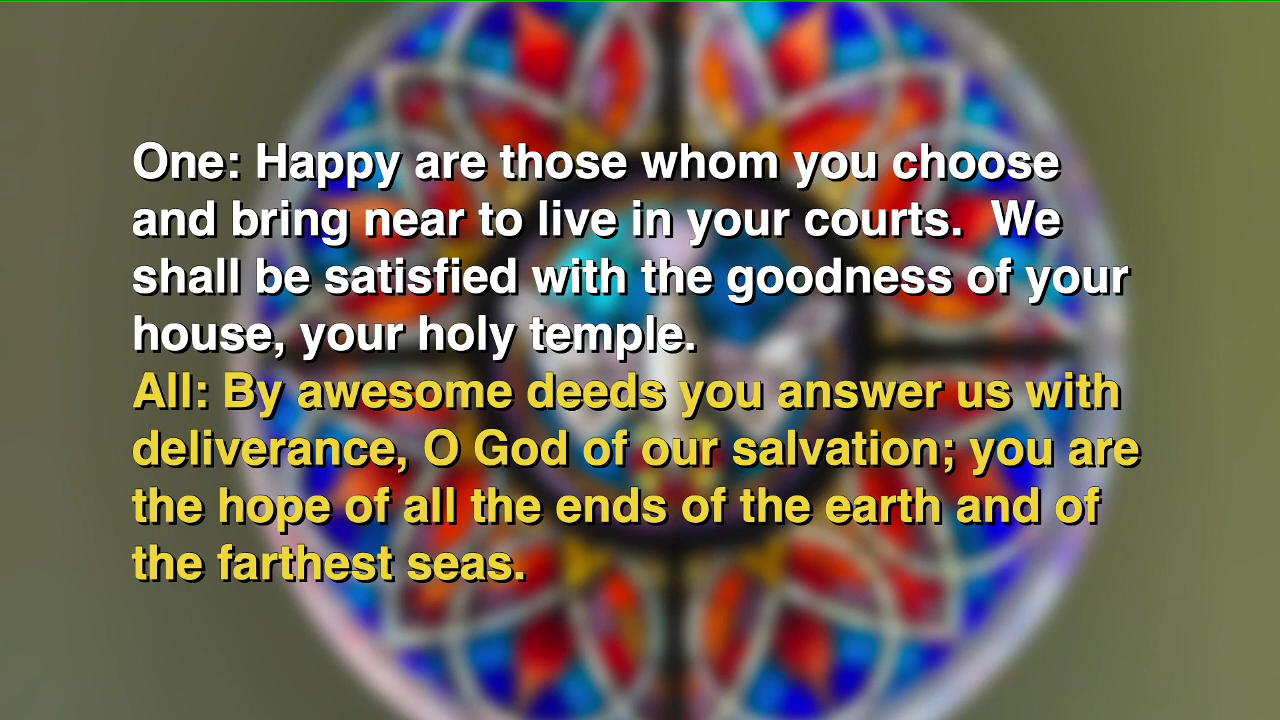 One: Happy are those whom you choose
and bring near to live in your courts.  We
shall be satisfied with the goodness of your
house, your holy temple.
All: By awesome deeds you answer us with
deliverance, O God of our salvation; you are
the hope of all the ends of the earth and of
the farthest seas.